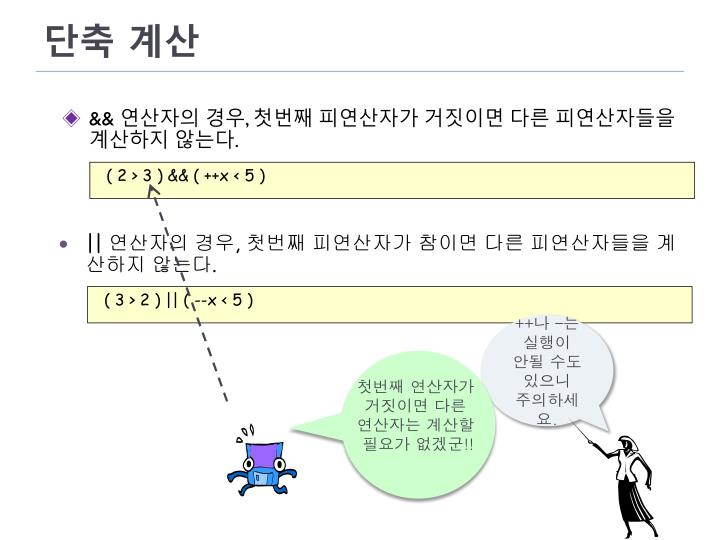 단축 계산
&& 연산자의 경우, 첫번째 피연산자가 거짓이면 다른 피연산자들을
계산하지 않는다.
( 2 > 3 ) && ( ++x < 5 )
|| 연산자의 경우, 첫번째 피연산자가 참이면 다른 피연산자들을 계
산하지 않는다.
( 3 > 2 ) || ( --x < 5 )
++나 –는
실행이
안될 수도
있으니
주의하세
요.
첫번째 연산자가
거짓이면 다른
연산자는 계산할
필요가 없겠군!!